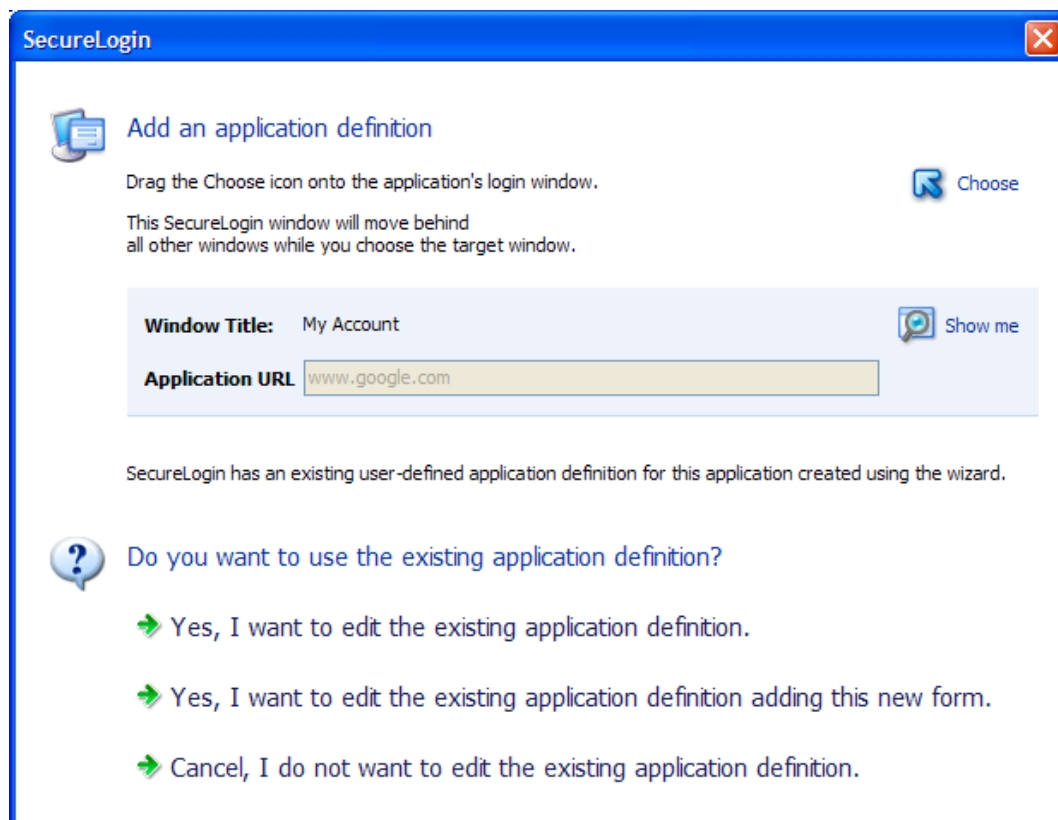 SecureLogin
Add an application definition
Drag the Choose icon onto the application's login window.
Choose
This SecureLogin window will move behind
all other windows while you choose the target window.
Window Title: My Account
Show me
Application URL www.google.com
SecureLogin has an existing user-defined application definition for this application created using the wizard.
Do you want to use the existing application definition?
Yes, I want to edit the existing application definition.
Yes, I want to edit the existing application definition adding this new form.
Cancel, I do not want to edit the existing application definition.